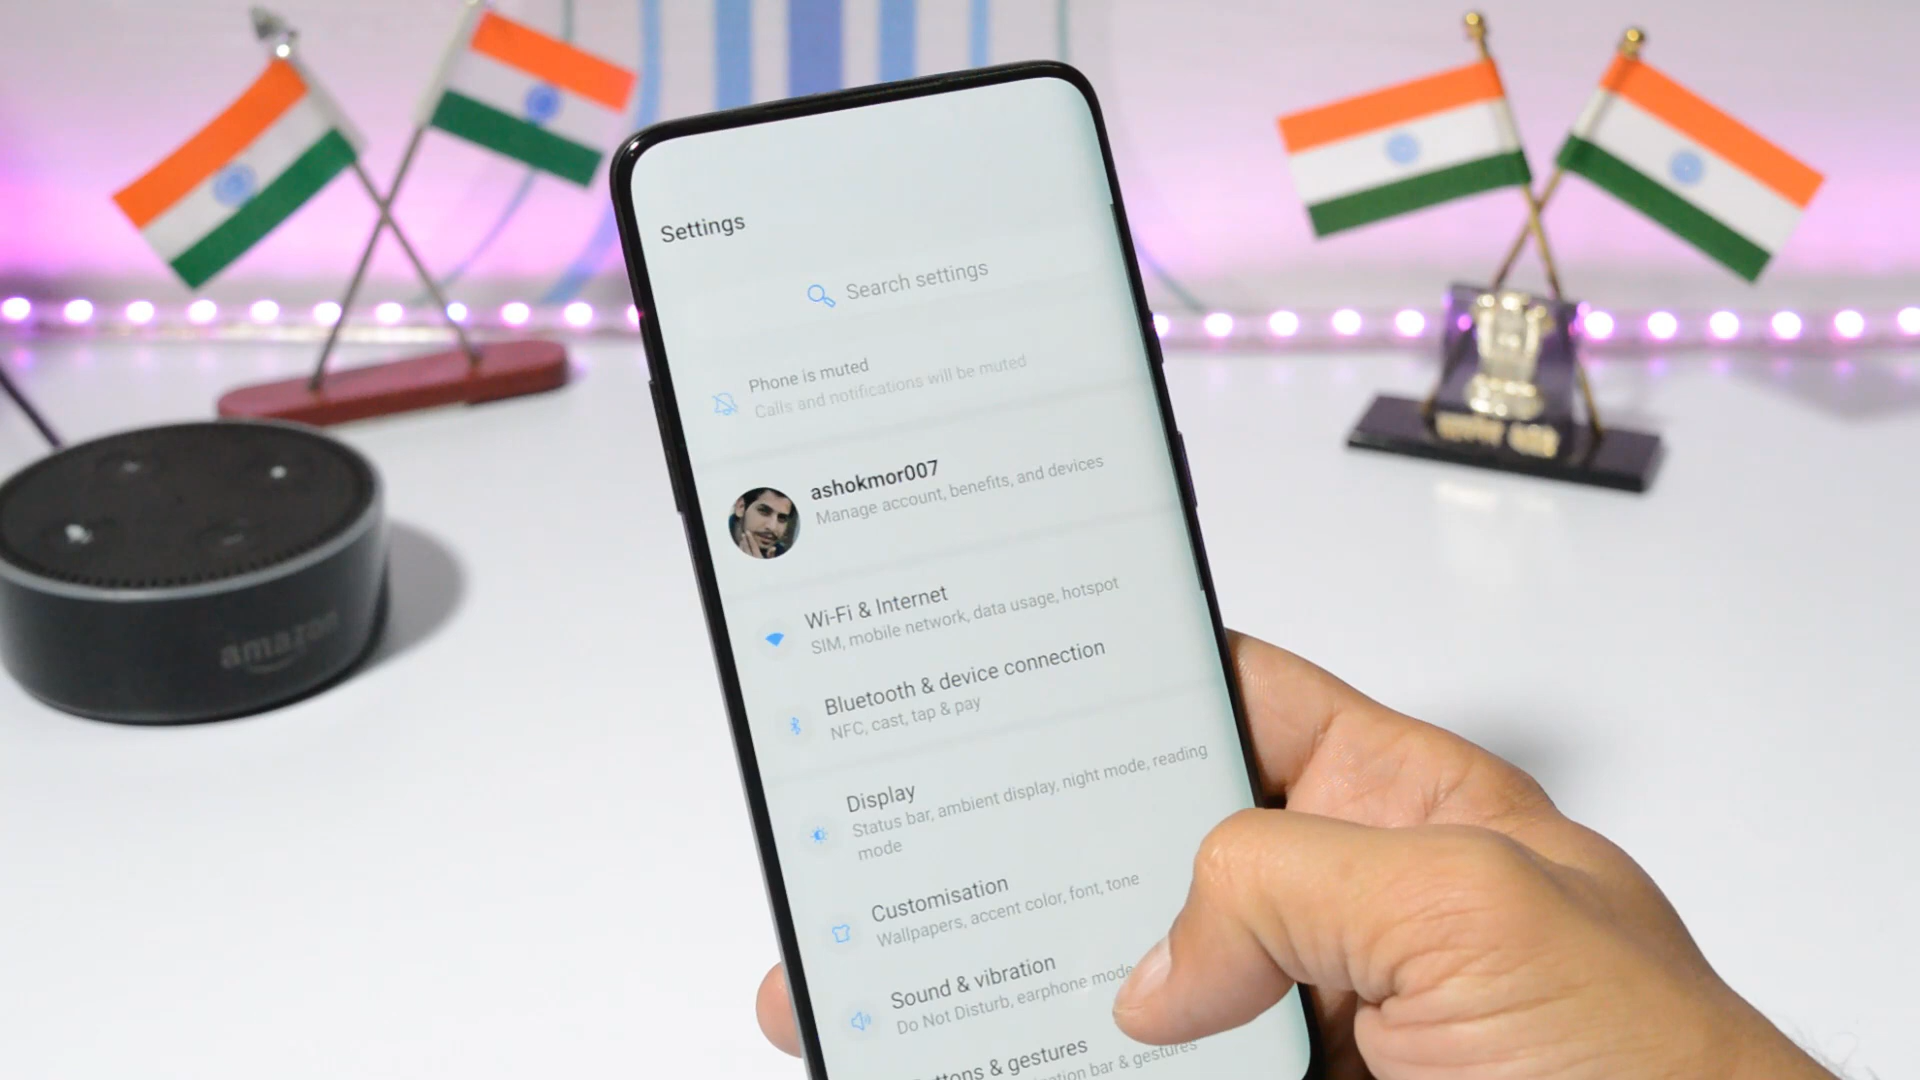 Settings
Search settings
Phone is muted
Calls and notifications will be muted
ashokmor007
Manage account, benefits, and devices
Wi-Fi & Internet
SIM, mobile network, data usage, hotspot
Bluetooth & device connection
NFC, cast, tap & pay
Display
Status bar, ambient display, night mode, reading
mode
Customisation
Wallpapers, accent color, font, tone
Sound & vibration
Do Not Disturb, earphone mode
& gestures
bar & gestures
amazon